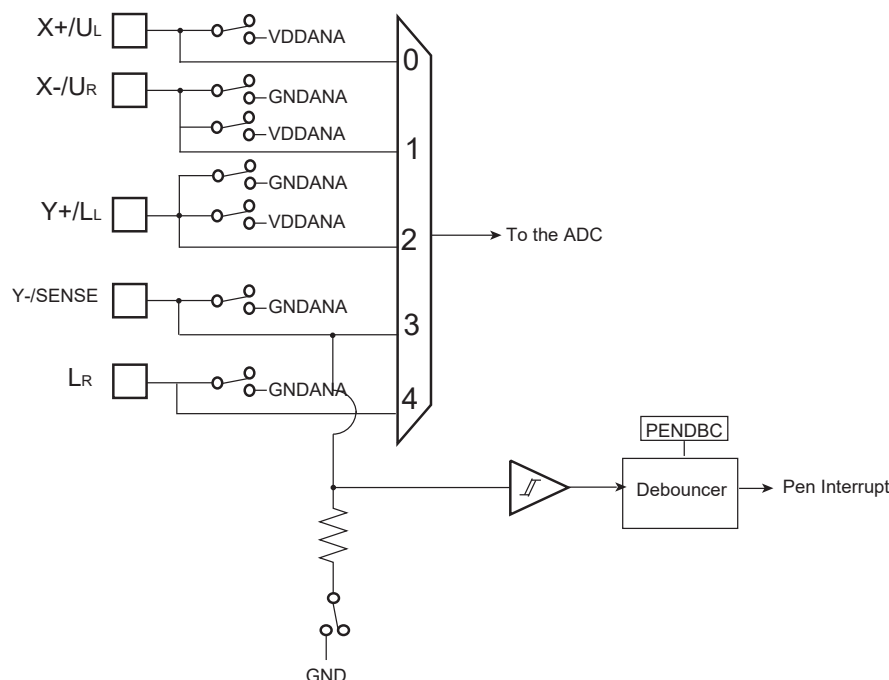 X+/UL
VDDANA
0
X-/UR
GNDANA
VDDANA
1
GNDANA
Y+/LL
VDDANA
2
To the ADC
Y-/SENSE
GNDANA
3
LR
GNDANA
4
PENDBC
Debouncer
Pen Interrupt
GND